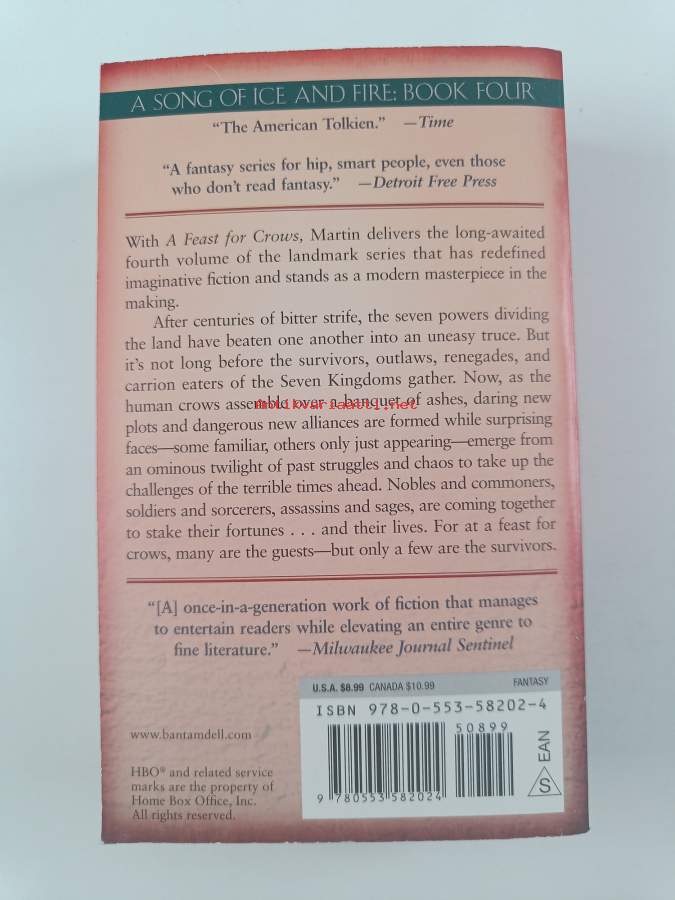 A SONG OF ICE AND FIRE: BOOK FOUR
“The American Tolkien.” —Time
“A fantasy series for hip, smart people, even those
who don't read fantasy.” —Detroit Free Press
With A Feast for Crows, Martin delivers the long-awaited
fourth volume of the landmark series that has redefined
imaginative fiction and stands as a modern masterpiece in the
making.
After centuries of bitter strife, the seven powers dividing
the land have beaten one another into an uneasy truce. But
it's not long before the survivors, outlaws, renegades, and
carrion eaters of the Seven Kingdoms gather. Now, as the
human crows assemble over a banquet of ashes, daring new
Antikvariaatti.net
plots and dangerous new alliances are formed while surprising
faces—some familiar, others only just appearing—emerge from
an ominous twilight of past struggles and chaos to take up the
challenges of the terrible times ahead. Nobles and commoners,
soldiers and sorcerers, assassins and sages, are coming together
to stake their fortunes . . . and their lives. For at a feast for
crows, many are the guests—but only a few are the survivors.
“[A] once-in-a-generation work of fiction that manages
to entertain readers while elevating an entire genre to
fine literature.” —Milwaukee Journal Sentinel
U.S.A. $8.99 CANADA $10.99 FANTASY
ISBN 978-0-553-58202-4
50899
EAN
S
9 780553 582024
www.bantamdell.com
HBO® and related service
marks are the property of
Home Box Office, Inc.
All rights reserved.